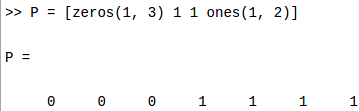 >> P = [zeros(1, 3) 1 1 ones(1, 2)]
P =
0 0 0 1 1 1 1